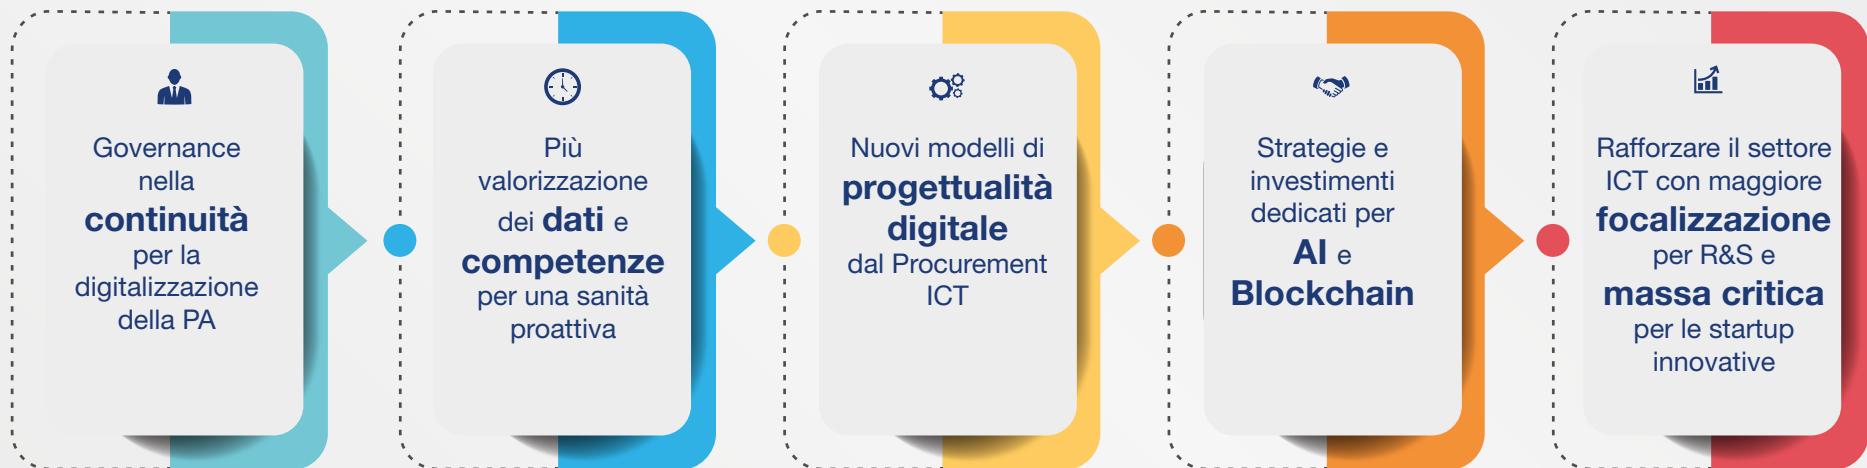 Governance
nella
continuità
per la
digitalizzazione
della PA
Più
valorizzazione
dei dati e
competenze
per una sanità
proattiva
Nuovi modelli di
progettualità
digitale
dal Procurement
ICT
Strategie e
investimenti
dedicati per
AI e
Blockchain
Rafforzare il settore
ICT con maggiore
focalizzazione
per R&S e
massa critica
per le startup
innovative